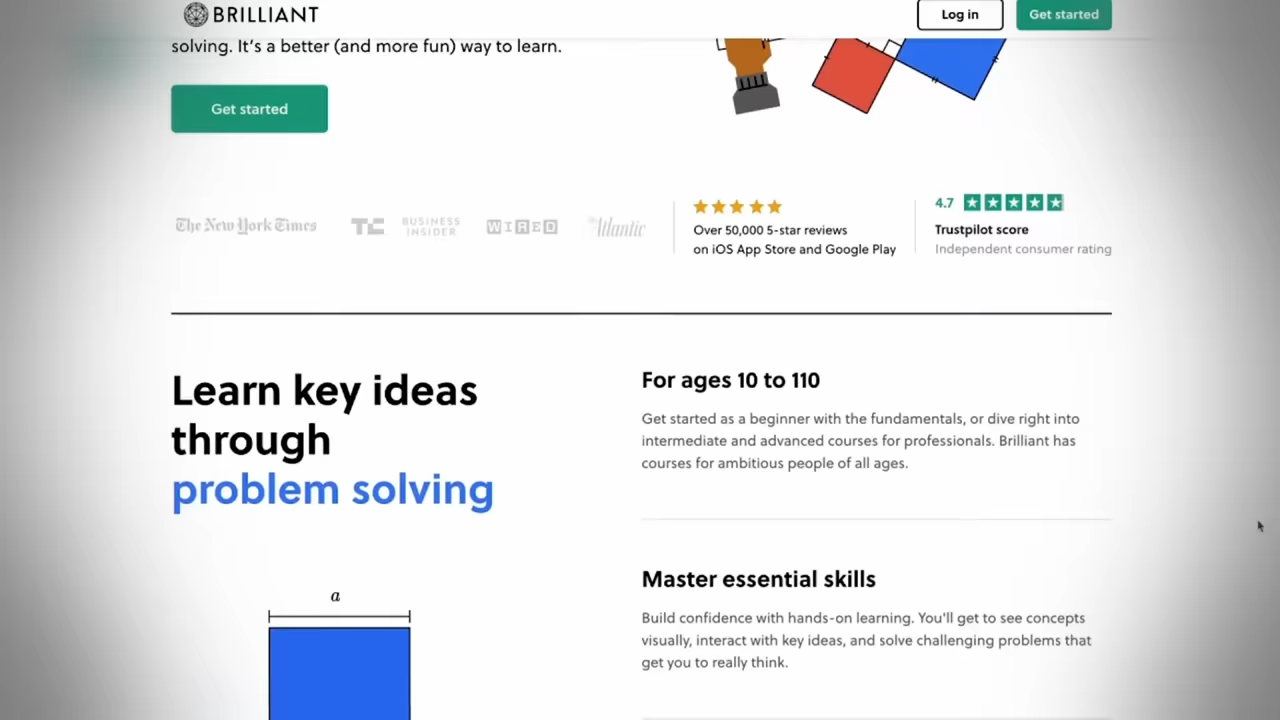 BRILLIANT
Log in
Get started
solving. It’s a better (and more fun) way to learn.
Get started
The New York Times
TC
BUSINESS
INSIDER
WIRED
The Atlantic
Over 50,000 5-star reviews
on iOS App Store and Google Play
4.7
Trustpilot score
Independent consumer rating
Learn key ideas
through
problem solving
a
For ages 10 to 110
Get started as a beginner with the fundamentals, or dive right into
intermediate and advanced courses for professionals. Brilliant has
courses for ambitious people of all ages.
Master essential skills
Build confidence with hands-on learning. You'll get to see concepts
visually, interact with key ideas, and solve challenging problems that
get you to really think.